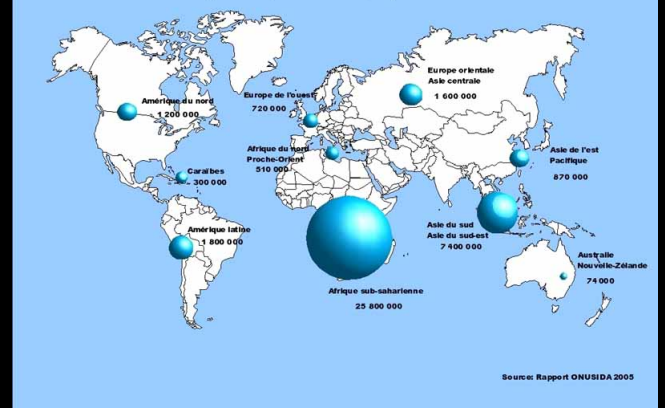 Europe orientale
Asie centrale
1 600 000
Amérique du nord
1 200 000
Europe de l'ouest
720 000
Afrique du nord
Proche-Orient
510 000
Asie de l'est
Pacifique
870 000
Caraïbes
300 000
Amérique latine
1 800 000
Asie du sud
Asie du sud-est
7 400 000
Australie
Nouvelle-Zélande
74 000
Afrique sub-saharienne
25 800 000
Source: Rapport ONUSIDA 2005